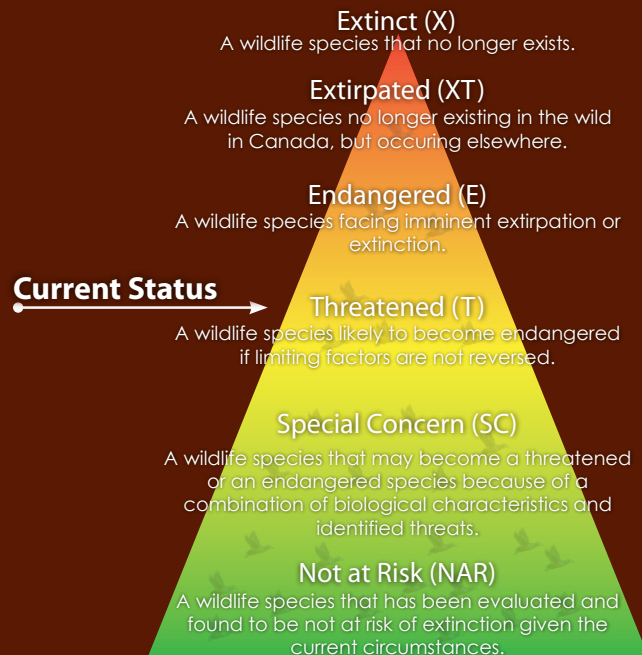 Extinct (X)
A wildlife species that no longer exists.
Extirpated (XT)
A wildlife species no longer existing in the wild
in Canada, but occuring elsewhere.
Endangered (E)
A wildlife species facing imminent extirpation or
extinction.
Current Status
Threatened (T)
A wildlife species likely to become endangered
if limiting factors are not reversed.
Special Concern (SC)
A wildlife species that may become a threatened
or an endangered species because of a
combination of biological characteristics and
identified threats.
Not at Risk (NAR)
A wildlife species that has been evaluated and
found to be not at risk of extinction given the
current circumstances.